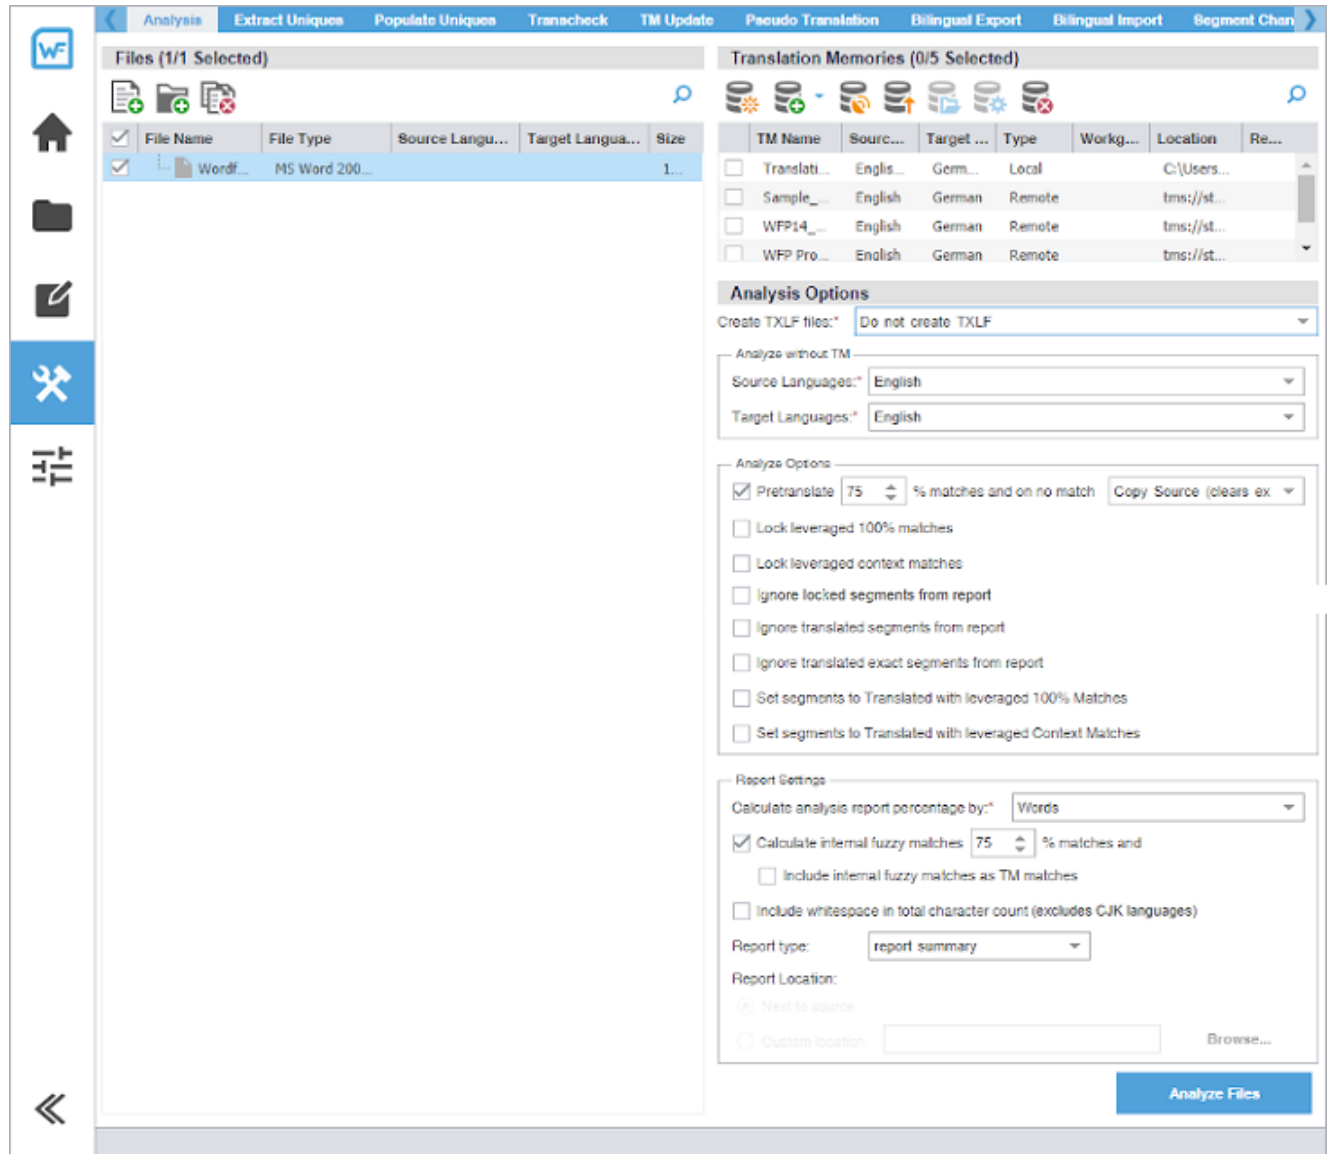 WF
Analysis Extract Uniques Populate Uniques Transcheck TM Update Pseudo Translation Bilingual Export Bilingual Import Segment Chan
Files (1/1 Selected)
File Name File Type Source Langu... Target Langua... Size
Wordf... MS Word 200... 1...
Translation Memories (0/5 Selected)
TM Name Sourc... Target ... Type Workg... Location Re...
Translati... Englis... Germ... Local C:\Users...
Sample_... English German Remote tms://st...
WFP14_... English German Remote tms://st...
WFP Pro... English German Remote tms://st...
Analysis Options
Create TXLF files:* Do not create TXLF
Analyze without TM
Source Languages:* English
Target Languages:* English
Analyze Options
Pretranslate 75 % matches and on no match Copy Source (clears ex
Lock leveraged 100% matches
Lock leveraged context matches
Ignore locked segments from report
Ignore translated segments from report
Ignore translated exact segments from report
Set segments to Translated with leveraged 100% Matches
Set segments to Translated with leveraged Context Matches
Report Settings
Calculate analysis report percentage by:* Words
Calculate internal fuzzy matches 75 % matches and
Include internal fuzzy matches as TM matches
Include whitespace in total character count (excludes CJK languages)
Report type: report summary
Report Location:
Next to source
Custom location Browse...
Analyze Files